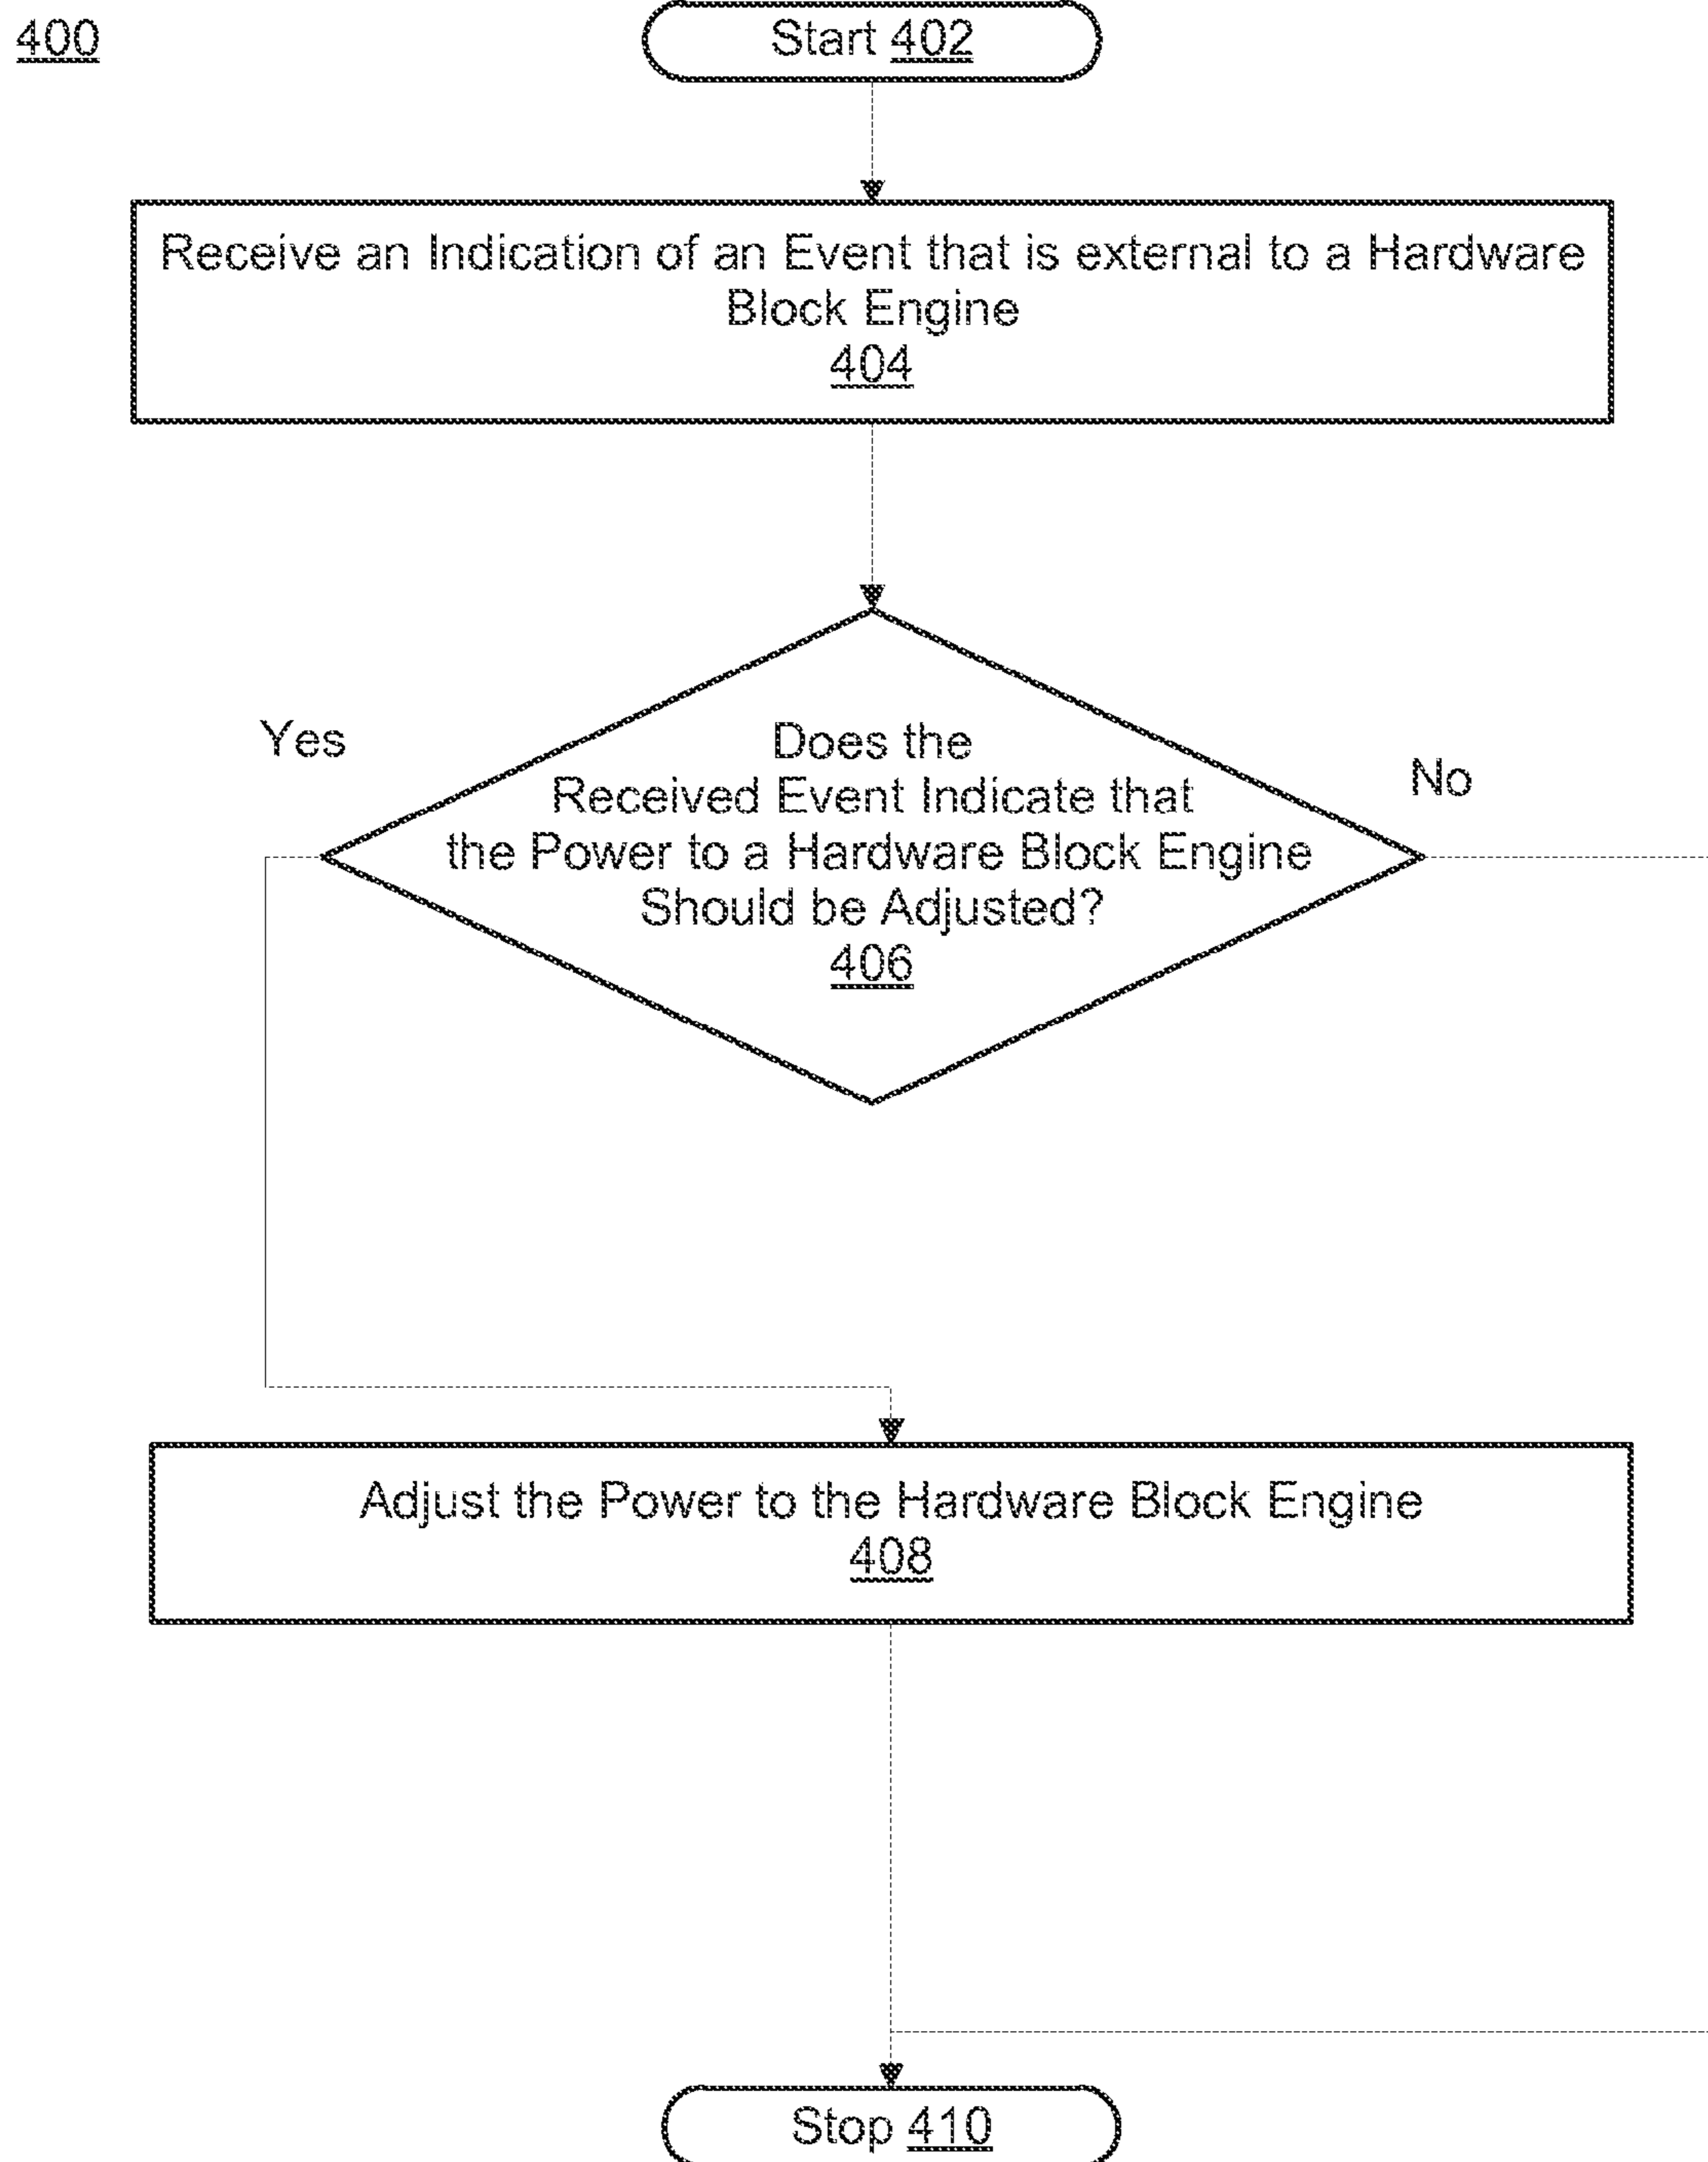 400
Start 402
Receive an Indication of an Event that is external to a Hardware
Block Engine
404
Yes
No
Does the
Received Event Indicate that
the Power to a Hardware Block Engine
Should be Adjusted?
406
Adjust the Power to the Hardware Block Engine
408
Stop 410